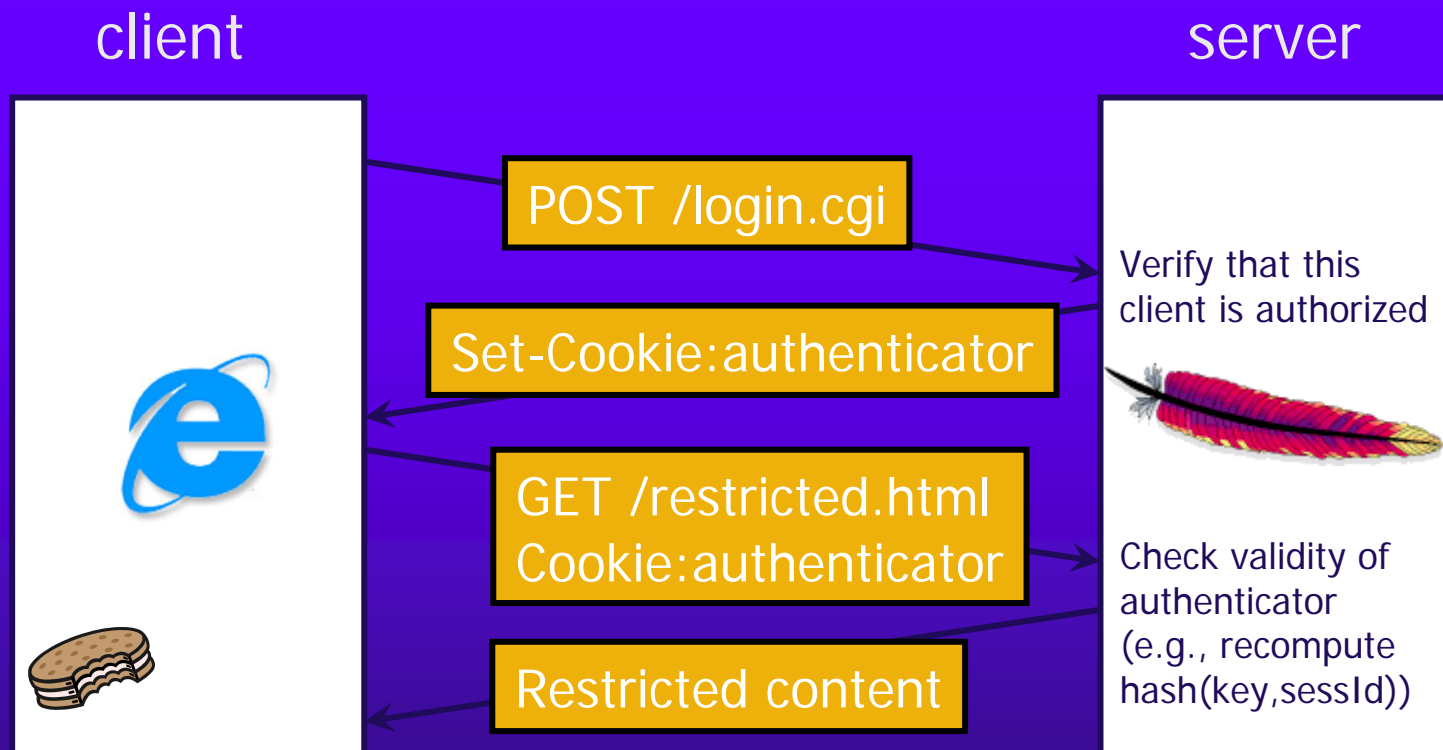 client
server
POST /login.cgi
Verify that this
client is authorized
Set-Cookie:authenticator
GET /restricted.html
Cookie:authenticator
Check validity of
authenticator
(e.g., recompute
hash(key,sessId))
Restricted content